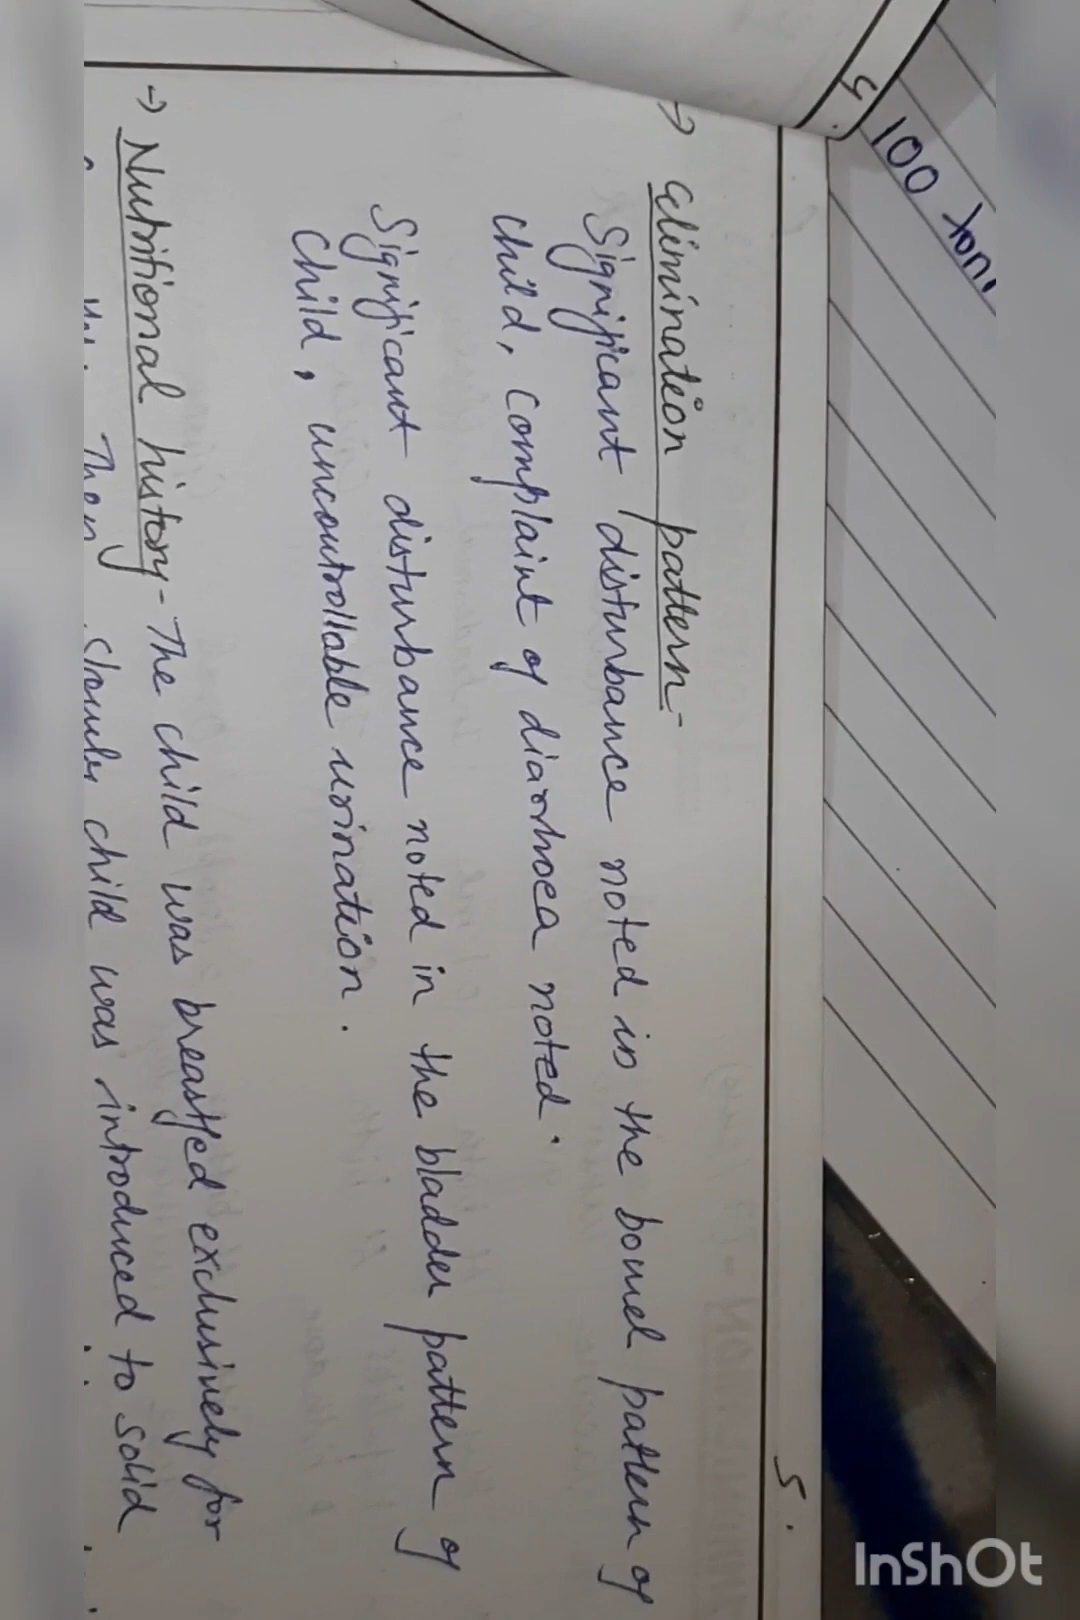 4.
100 
5.
→ Elimination pattern-
Significant disturbance noted in the bowel pattern of
child, complaint of diarrhoea noted.
Significant disturbance noted in the bladder pattern of
child, uncontrollable urination.
→ Nutritional history- The child was breastfed exclusively for
Then slowly child was introduced to solid
InShOt